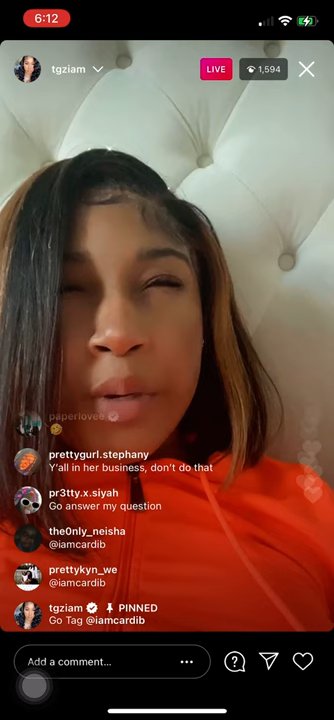 6:12
tgziam
LIVE
1,594
paperlovee
prettygurl.stephany
Y'all in her business, don't do that
pr3tty.x.siyah
Go answer my question
the0nly_neisha
@iamcardib
prettykyn_we
@iamcardib
tgziam PINNED
Go Tag @iamcardib
Add a comment...